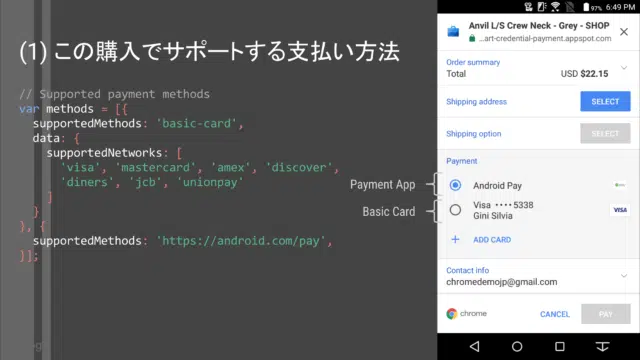 (1) この購入でサポートする支払い方法
// Supported payment methods
var methods = [{
supportedMethods: 'basic-card',
data: {
supportedNetworks: [
'visa', 'mastercard', 'amex', 'discover',
'diners', 'jcb', 'unionpay'
]
}
}, {
supportedMethods: 'https://android.com/pay',
}];
Payment App
Basic Card
97% 6:49 PM
Anvil L/S Crew Neck - Grey - SHOP
...art-credential-payment.appspot.com
Order summary
Total USD $22.15
Shipping address SELECT
Shipping option SELECT
Payment
Android Pay
Visa ••••5338
Gini Silvia
VISA
ADD CARD
Contact info
chromedemojp@gmail.com
chrome CANCEL PAY